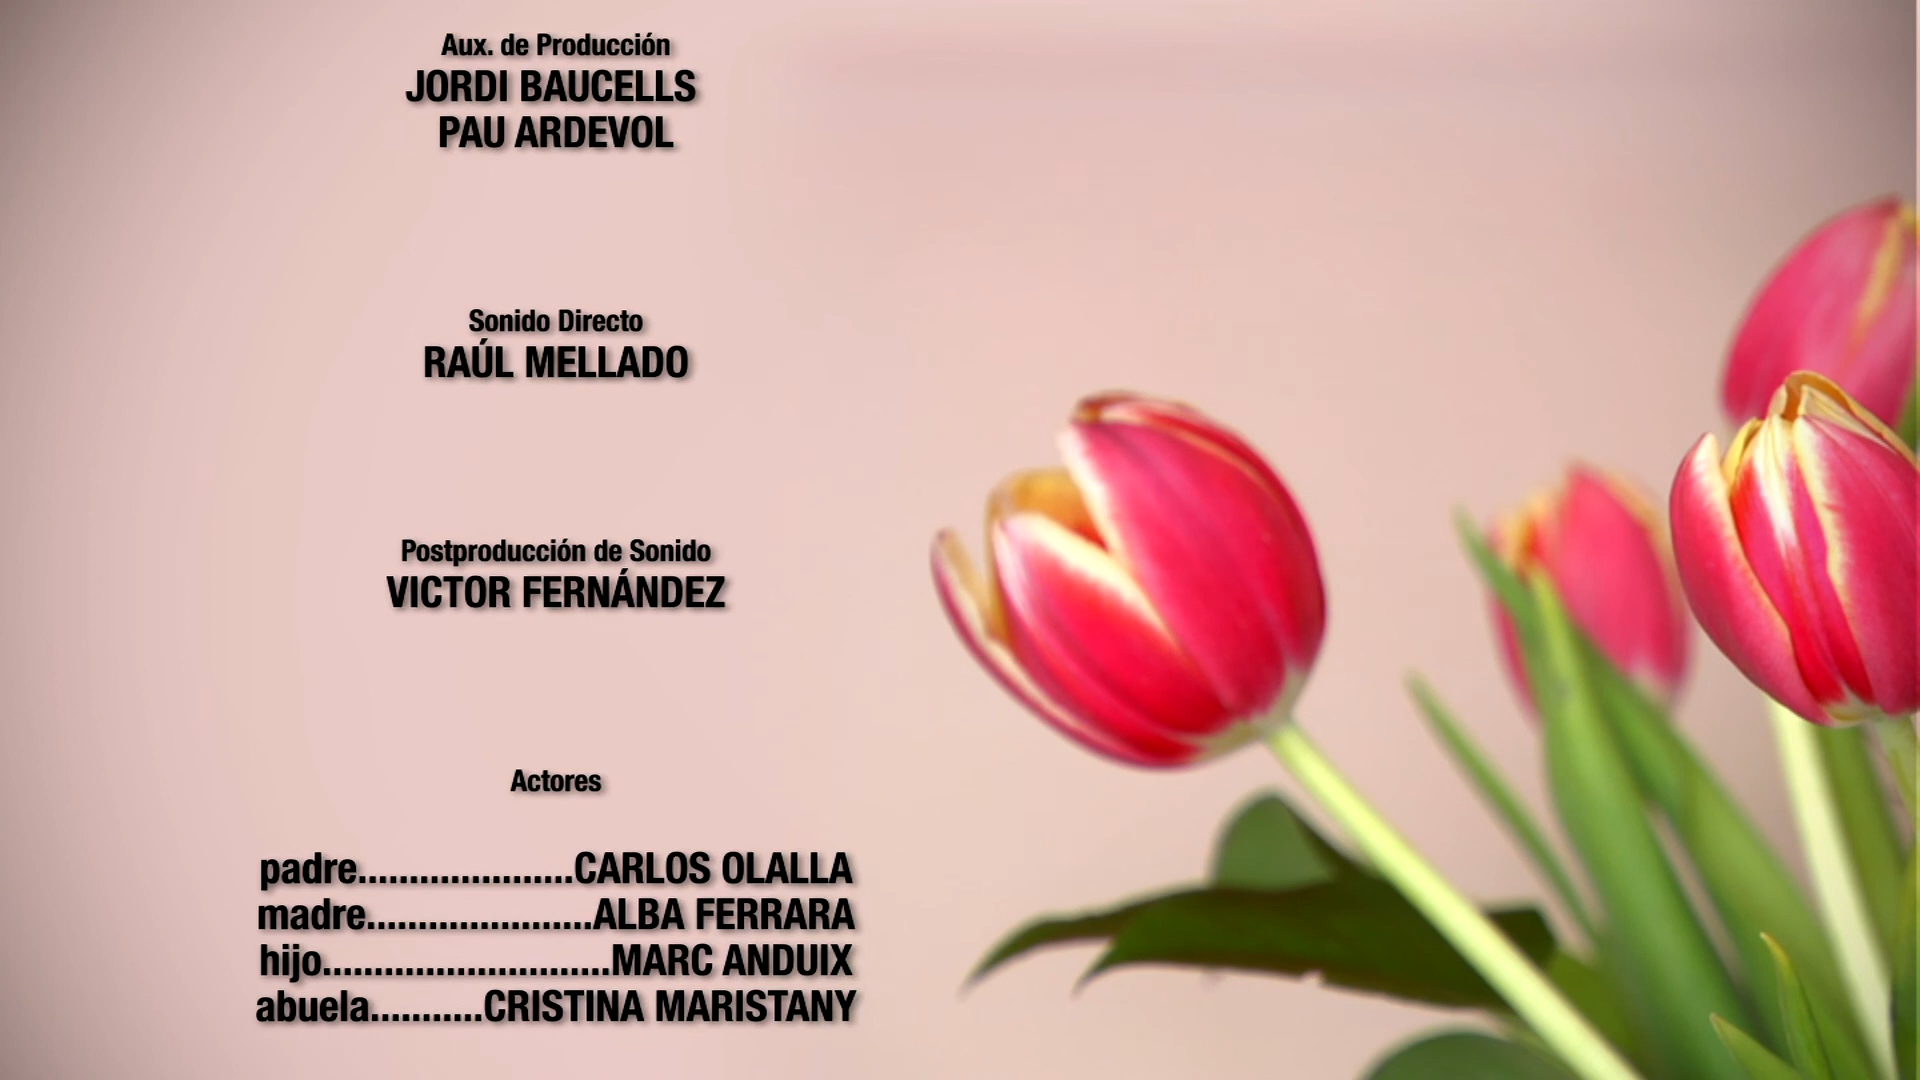 Aux. de Producción
JORDI BAUCELLS
PAU ARDEVOL
Sonido Directo
RAÚL MELLADO
Postproducción de Sonido
VICTOR FERNÁNDEZ
Actores
padre.....................CARLOS OLALLA
madre......................ALBA FERRARA
hijo............................MARC ANDUIX
abuela...........CRISTINA MARISTANY